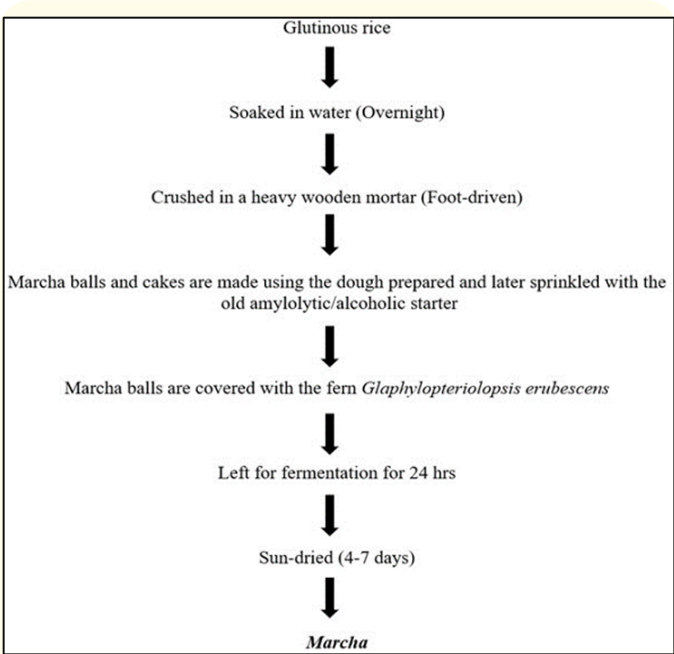 Glutinous rice
Soaked in water (Overnight)
Crushed in a heavy wooden mortar (Foot-driven)
Marcha balls and cakes are made using the dough prepared and later sprinkled with the
old amylolytic/alcoholic starter
Marcha balls are covered with the fern Glaphylopteriolopsis erubescens
Left for fermentation for 24 hrs
Sun-dried (4-7 days)
Marcha